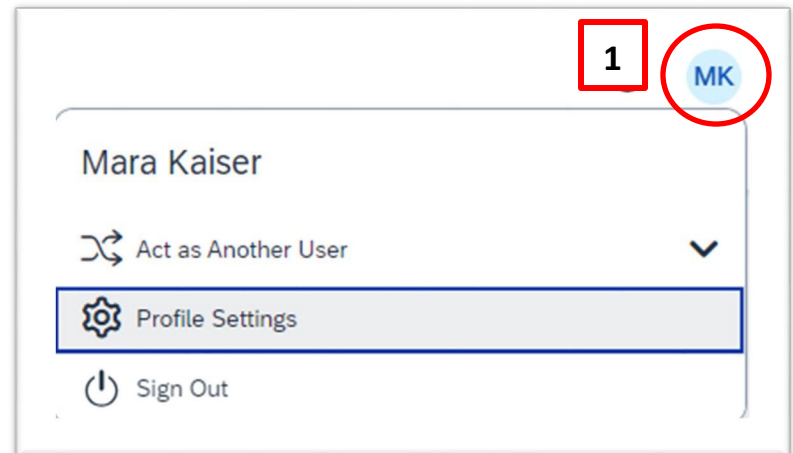 1
MK
Mara Kaiser
Act as Another User
Profile Settings
Sign Out